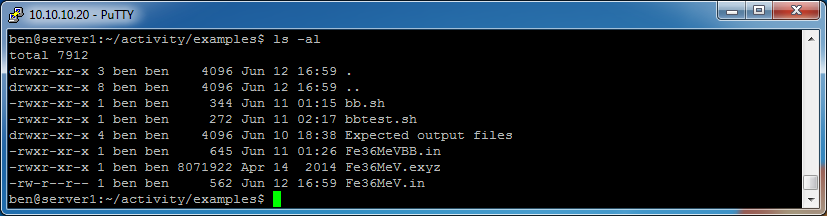 10.10.10.20 - PuTTY
ben@server1:~/activity/examples$ ls -al
total 7912
drwxr-xr-x 3 ben ben    4096 Jun 12 16:59 .
drwxr-xr-x 8 ben ben    4096 Jun 12 16:59 ..
-rwxr-xr-x 1 ben ben     344 Jun 11 01:15 bb.sh
-rwxr-xr-x 1 ben ben     272 Jun 11 02:17 bbtest.sh
drwxr-xr-x 4 ben ben    4096 Jun 10 18:38 Expected output files
-rwxr-xr-x 1 ben ben     645 Jun 11 01:26 Fe36MeVBB.in
-rwxr-xr-x 1 ben ben 8071922 Apr 14  2014 Fe36MeV.exyz
-rw-r--r-- 1 ben ben     562 Jun 12 16:59 Fe36MeV.in
ben@server1:~/activity/examples$